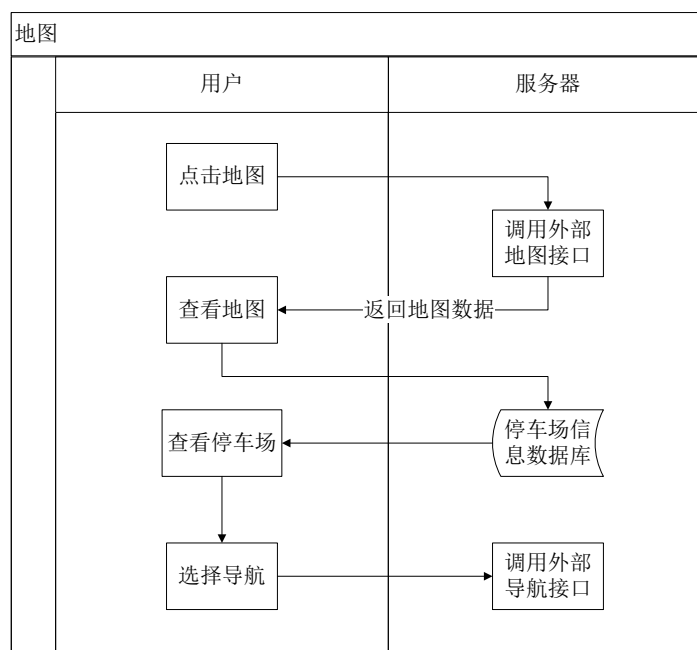 地图
用户
服务器
点击地图
调用外部
地图接口
查看地图
返回地图数据
查看停车场
停车场信
息数据库
选择导航
调用外部
导航接口